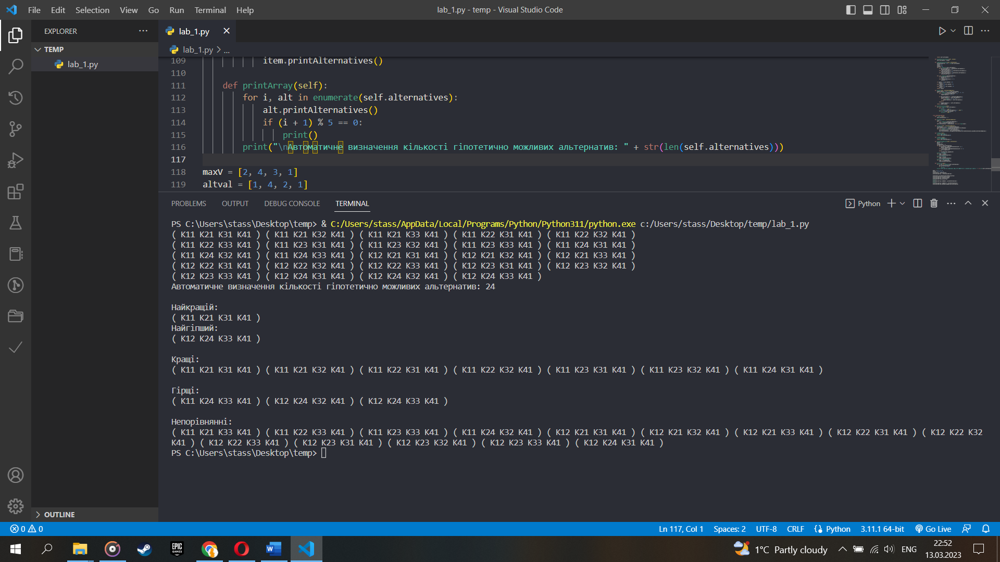 File Edit Selection View Go Run Terminal Help
lab_1.py - temp - Visual Studio Code
EXPLORER
TEMP
lab_1.py
OUTLINE
lab_1.py
lab_1.py > ...
109 item.printAlternatives()
110
111 def printArray(self):
112 for i, alt in enumerate(self.alternatives):
113 alt.printAlternatives()
114 if (i + 1) % 5 == 0:
115 print()
116 print("\nАвтоматичне визначення кількості гіпотетично можливих альтернатив: " + str(len(self.alternatives)))
117
118 maxV = [2, 4, 3, 1]
119 altval = [1, 4, 2, 1]
PROBLEMS OUTPUT DEBUG CONSOLE TERMINAL
Python
PS C:\Users\stass\Desktop\temp> & C:/Users/stass/AppData/Local/Programs/Python/Python311/python.exe c:/Users/stass/Desktop/temp/lab_1.py
( K11 K21 K31 K41 ) ( K11 K21 K32 K41 ) ( K11 K21 K33 K41 ) ( K11 K22 K31 K41 ) ( K11 K22 K32 K41 )
( K11 K22 K33 K41 ) ( K11 K23 K31 K41 ) ( K11 K23 K32 K41 ) ( K11 K23 K33 K41 ) ( K11 K24 K31 K41 )
( K11 K24 K32 K41 ) ( K11 K24 K33 K41 ) ( K12 K21 K31 K41 ) ( K12 K21 K32 K41 ) ( K12 K21 K33 K41 )
( K12 K22 K31 K41 ) ( K12 K22 K32 K41 ) ( K12 K22 K33 K41 ) ( K12 K23 K31 K41 ) ( K12 K23 K32 K41 )
( K12 K23 K33 K41 ) ( K12 K24 K31 K41 ) ( K12 K24 K32 K41 ) ( K12 K24 K33 K41 )
Автоматичне визначення кількості гіпотетично можливих альтернатив: 24
Найкращій:
( K11 K21 K31 K41 )
Найгіпший:
( K12 K24 K33 K41 )
Кращі:
( K11 K21 K31 K41 ) ( K11 K21 K32 K41 ) ( K11 K22 K31 K41 ) ( K11 K22 K32 K41 ) ( K11 K23 K31 K41 ) ( K11 K23 K32 K41 ) ( K11 K24 K31 K41 )
Гірщі:
( K11 K24 K33 K41 ) ( K12 K24 K32 K41 ) ( K12 K24 K33 K41 )
Непорівнянні:
( K11 K21 K33 K41 ) ( K11 K22 K33 K41 ) ( K11 K23 K33 K41 ) ( K11 K24 K32 K41 ) ( K12 K21 K31 K41 ) ( K12 K21 K32 K41 ) ( K12 K21 K33 K41 ) ( K12 K22 K31 K41 ) ( K12 K22 K32
K41 ) ( K12 K22 K33 K41 ) ( K12 K23 K31 K41 ) ( K12 K23 K32 K41 ) ( K12 K23 K33 K41 ) ( K12 K24 K31 K41 )
PS C:\Users\stass\Desktop\temp>
0 0
Ln 117, Col 1 Spaces: 2 UTF-8 CRLF Python 3.11.1 64-bit Go Live
EPIC GAMES
W
1°C Partly cloudy
ENG
22:52
13.03.2023